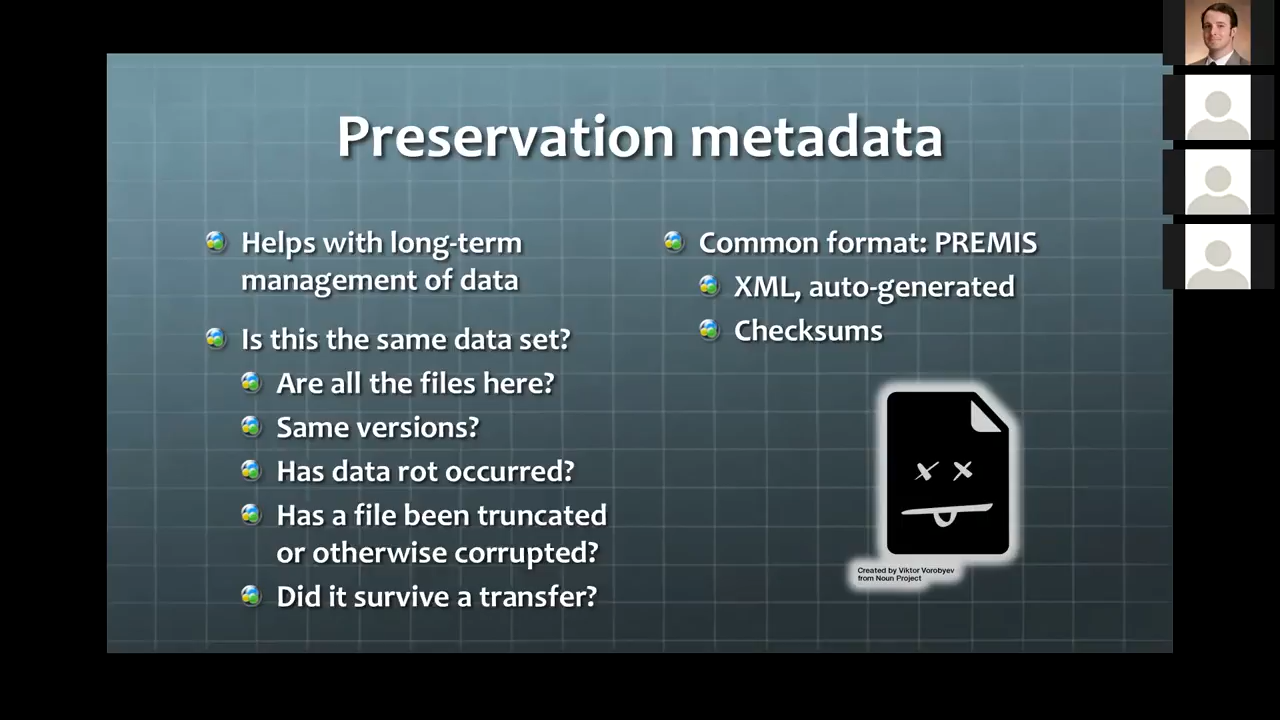 Preservation metadata
Helps with long-term
management of data
Is this the same data set?
Are all the files here?
Same versions?
Has data rot occurred?
Has a file been truncated
or otherwise corrupted?
Did it survive a transfer?
Common format: PREMIS
XML, auto-generated
Checksums
Created by Viktor Vorobyev
from Noun Project